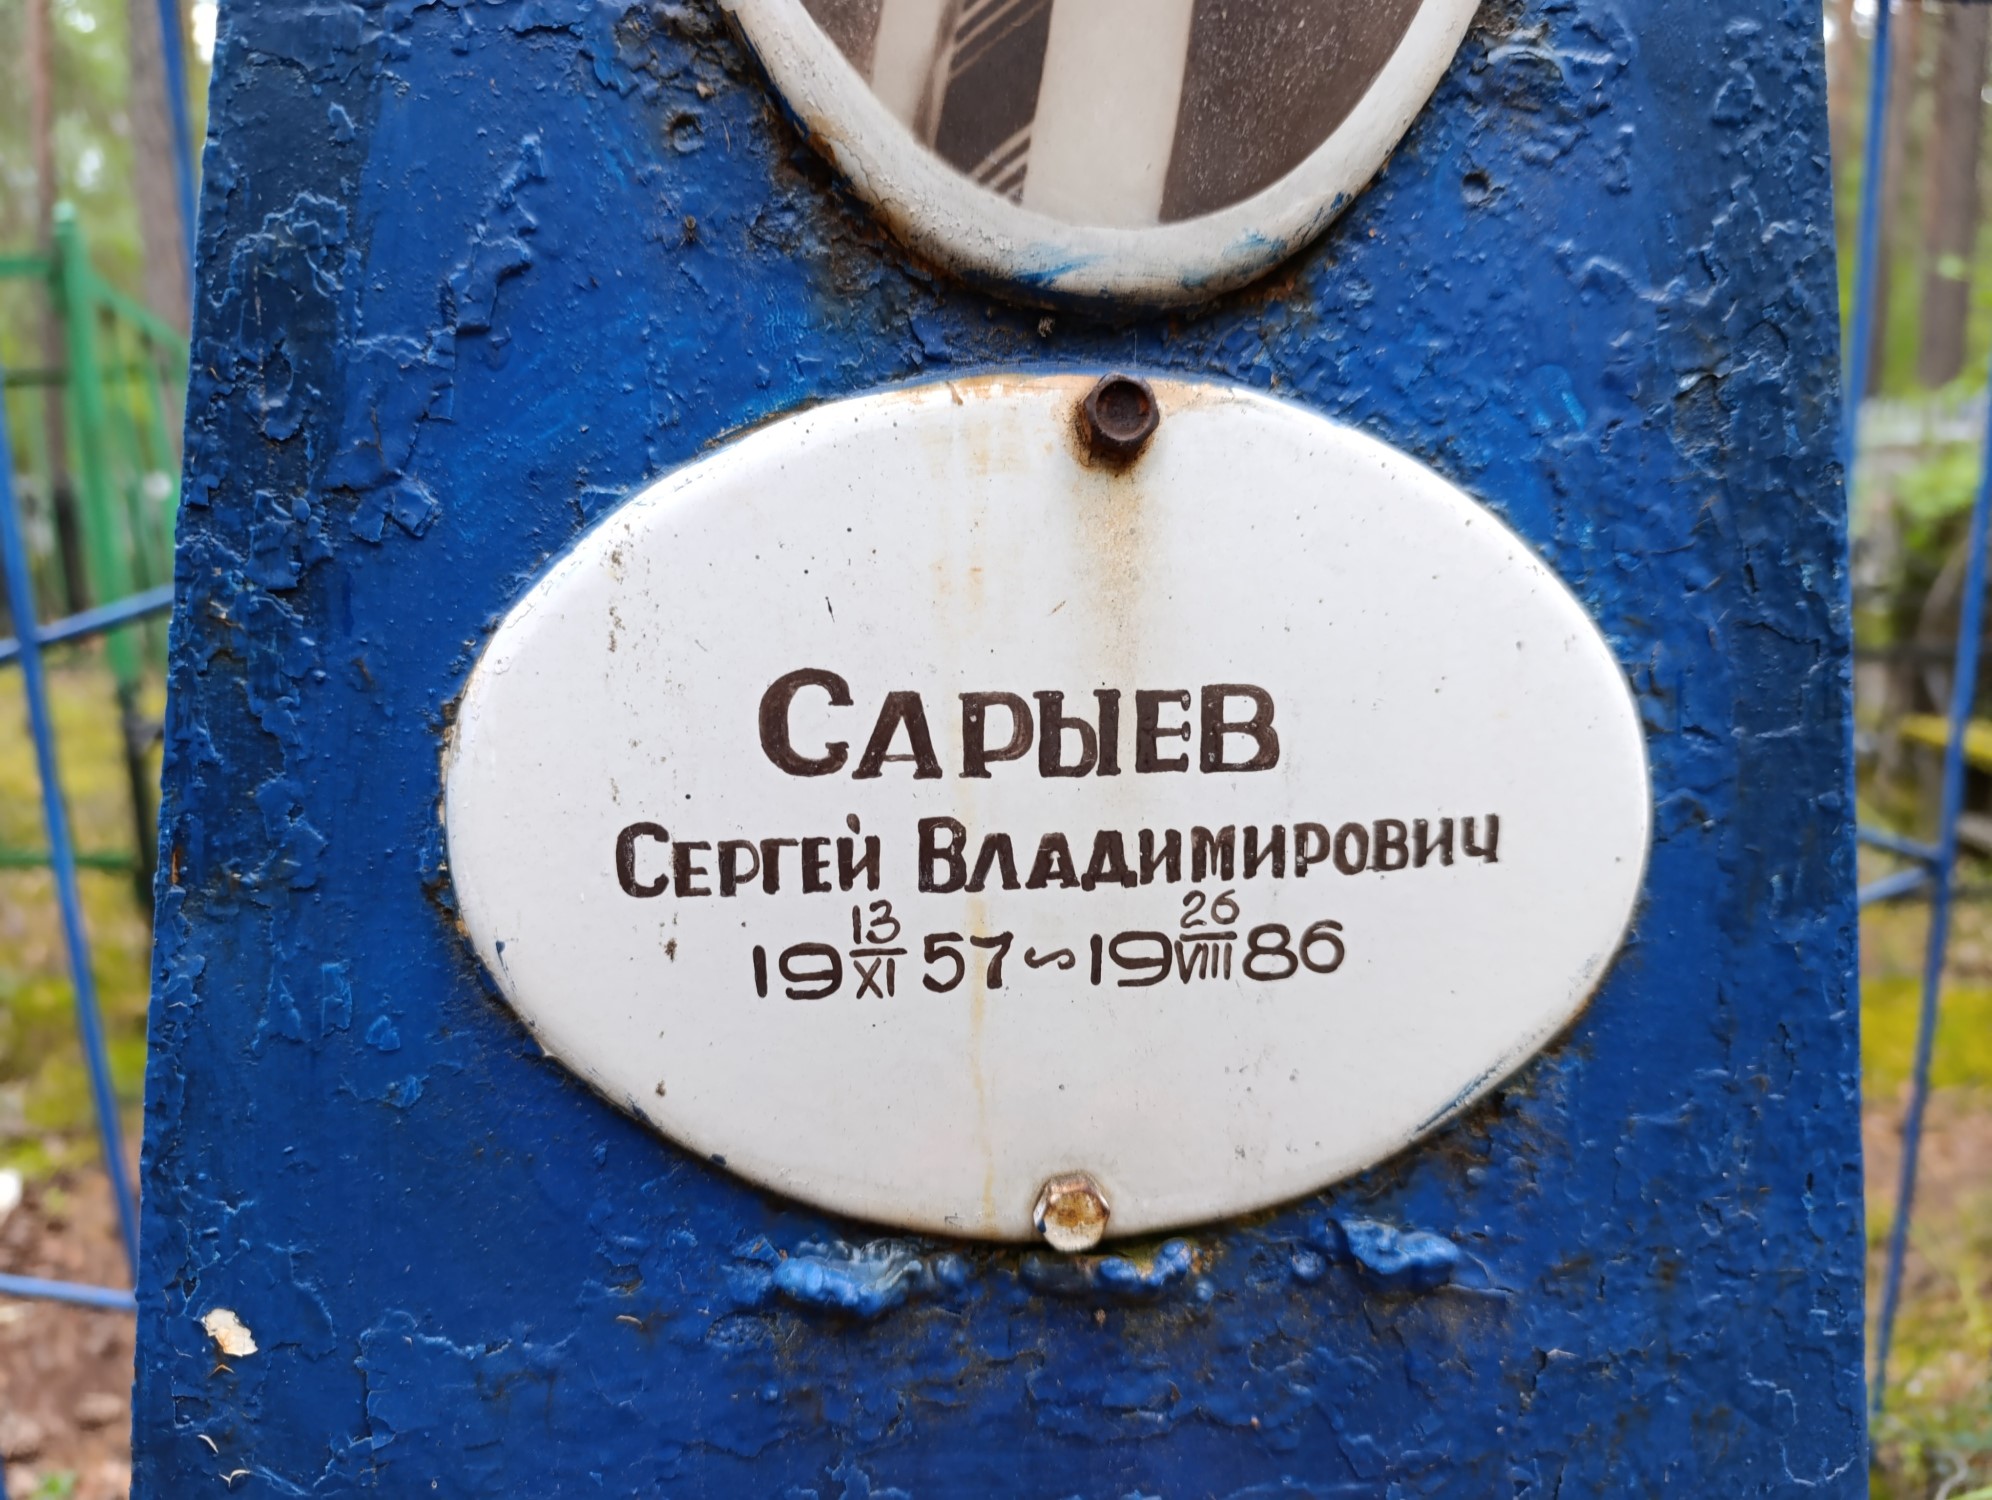 Сарыев
Сергей Владимирович
19 13/XI 57 ~ 19 26/VIII 86